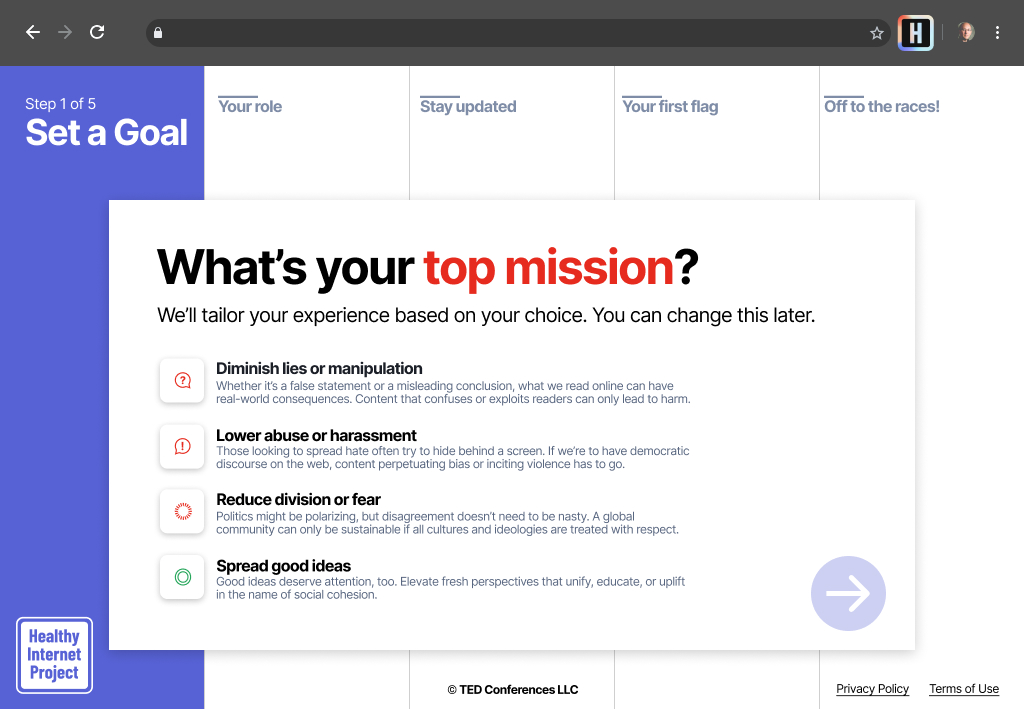 H
Step 1 of 5
Set a Goal
Your role
Stay updated
Your first flag
Off to the races!
What’s your top mission?
We’ll tailor your experience based on your choice. You can change this later.
?
Diminish lies or manipulation
Whether it’s a false statement or a misleading conclusion, what we read online can have
real-world consequences. Content that confuses or exploits readers can only lead to harm.
!
Lower abuse or harassment
Those looking to spread hate often try to hide behind a screen. If we’re to have democratic
discourse on the web, content perpetuating bias or inciting violence has to go.
Reduce division or fear
Politics might be polarizing, but disagreement doesn’t need to be nasty. A global
community can only be sustainable if all cultures and ideologies are treated with respect.
Spread good ideas
Good ideas deserve attention, too. Elevate fresh perspectives that unify, educate, or uplift
in the name of social cohesion.
Healthy
Internet
Project
© TED Conferences LLC
Privacy Policy
Terms of Use